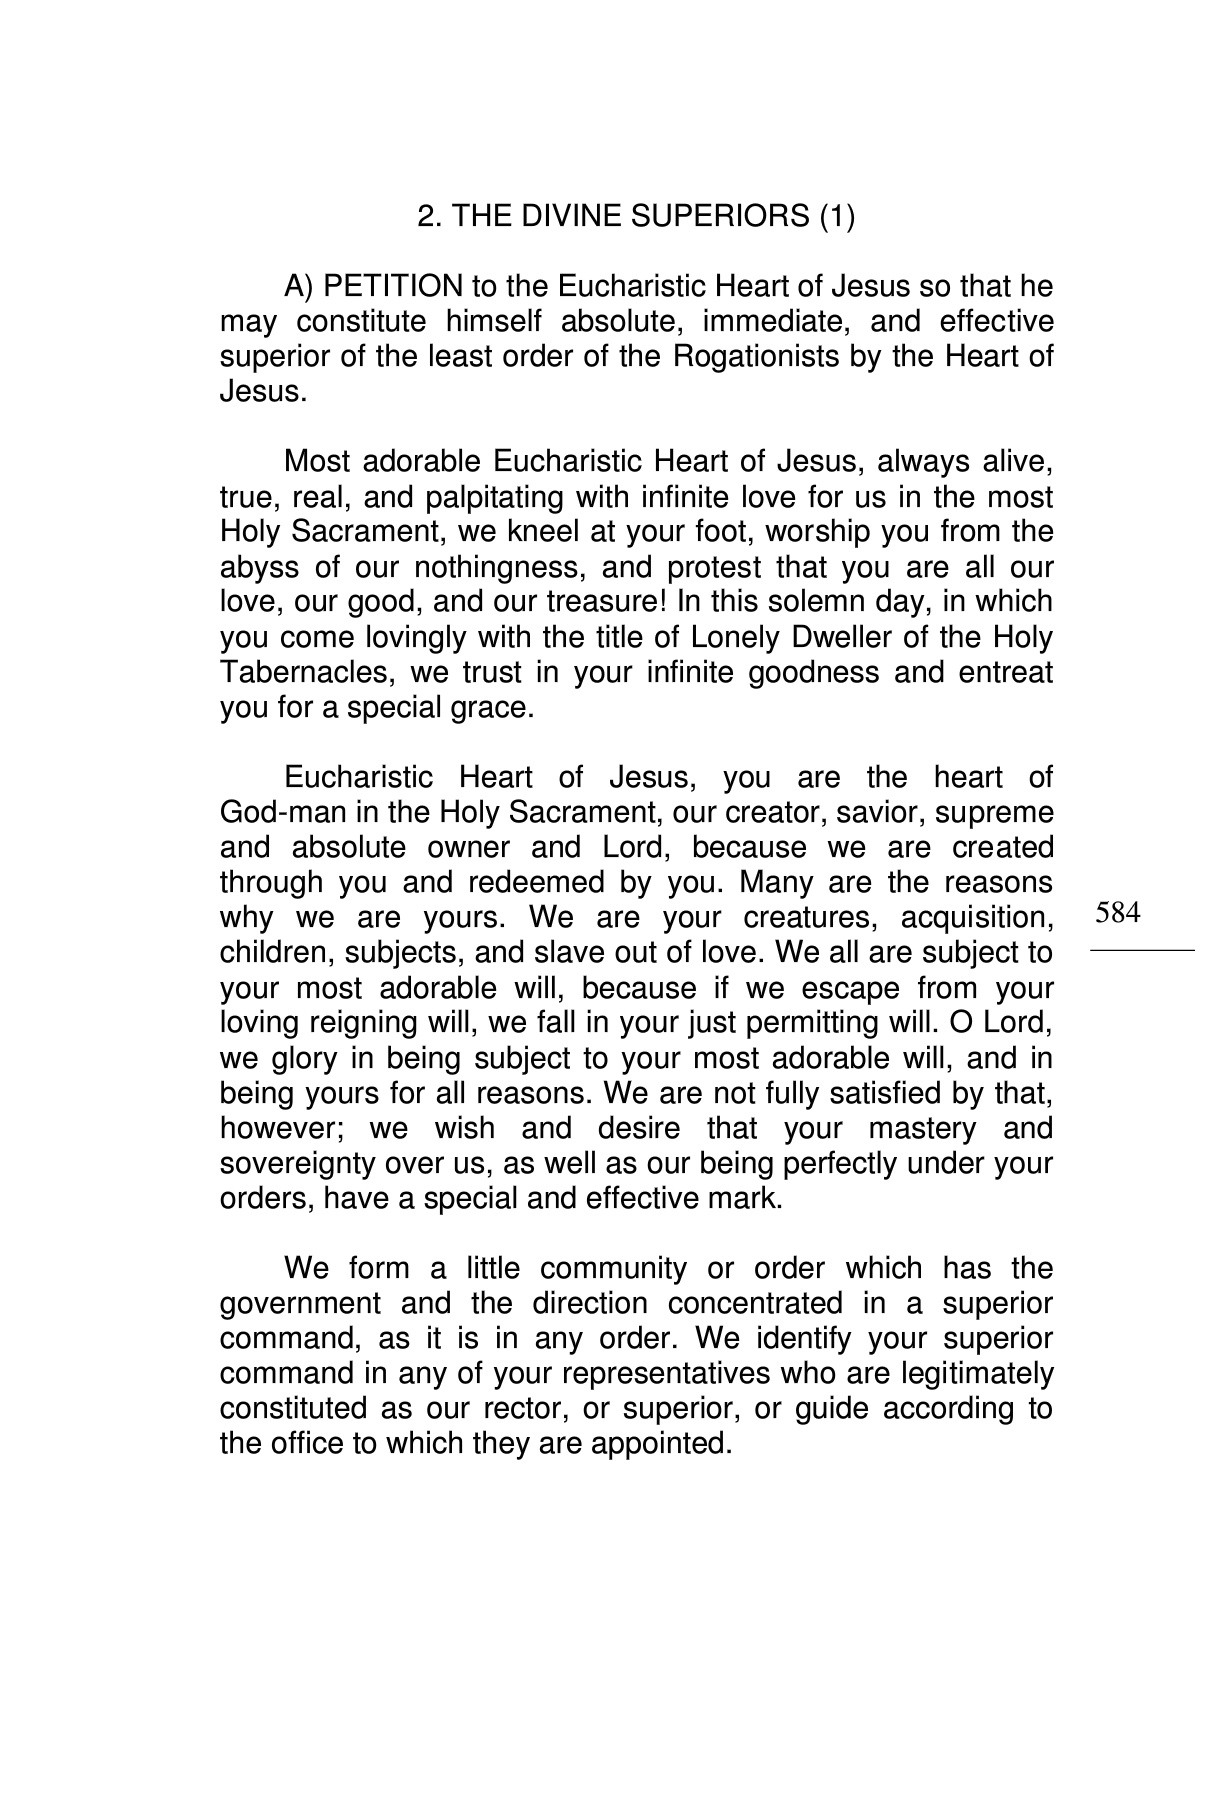 2. THE DIVINE SUPERIORS (1)
A) PETITION to the Eucharistic Heart of Jesus so that he
may constitute himself absolute, immediate, and effective
superior of the least order of the Rogationists by the Heart of
Jesus.
Most adorable Eucharistic Heart of Jesus, always alive,
true, real, and palpitating with infinite love for us in the most
Holy Sacrament, we kneel at your foot, worship you from the
abyss of our nothingness, and protest that you are all our
love, our good, and our treasure! In this solemn day, in which
you come lovingly with the title of Lonely Dweller of the Holy
Tabernacles, we trust in your infinite goodness and entreat
you for a special grace.
Eucharistic Heart of Jesus, you are the heart of
God-man in the Holy Sacrament, our creator, savior, supreme
and absolute owner and Lord, because we are created
through you and redeemed by you. Many are the reasons
why we are yours. We are your creatures, acquisition,
children, subjects, and slave out of love. We all are subject to
your most adorable will, because if we escape from your
loving reigning will, we fall in your just permitting will. O Lord,
we glory in being subject to your most adorable will, and in
being yours for all reasons. We are not fully satisfied by that,
however; we wish and desire that your mastery and
sovereignty over us, as well as our being perfectly under your
orders, have a special and effective mark.
We form a little community or order which has the
government and the direction concentrated in a superior
command, as it is in any order. We identify your superior
command in any of your representatives who are legitimately
constituted as our rector, or superior, or guide according to
the office to which they are appointed.
584